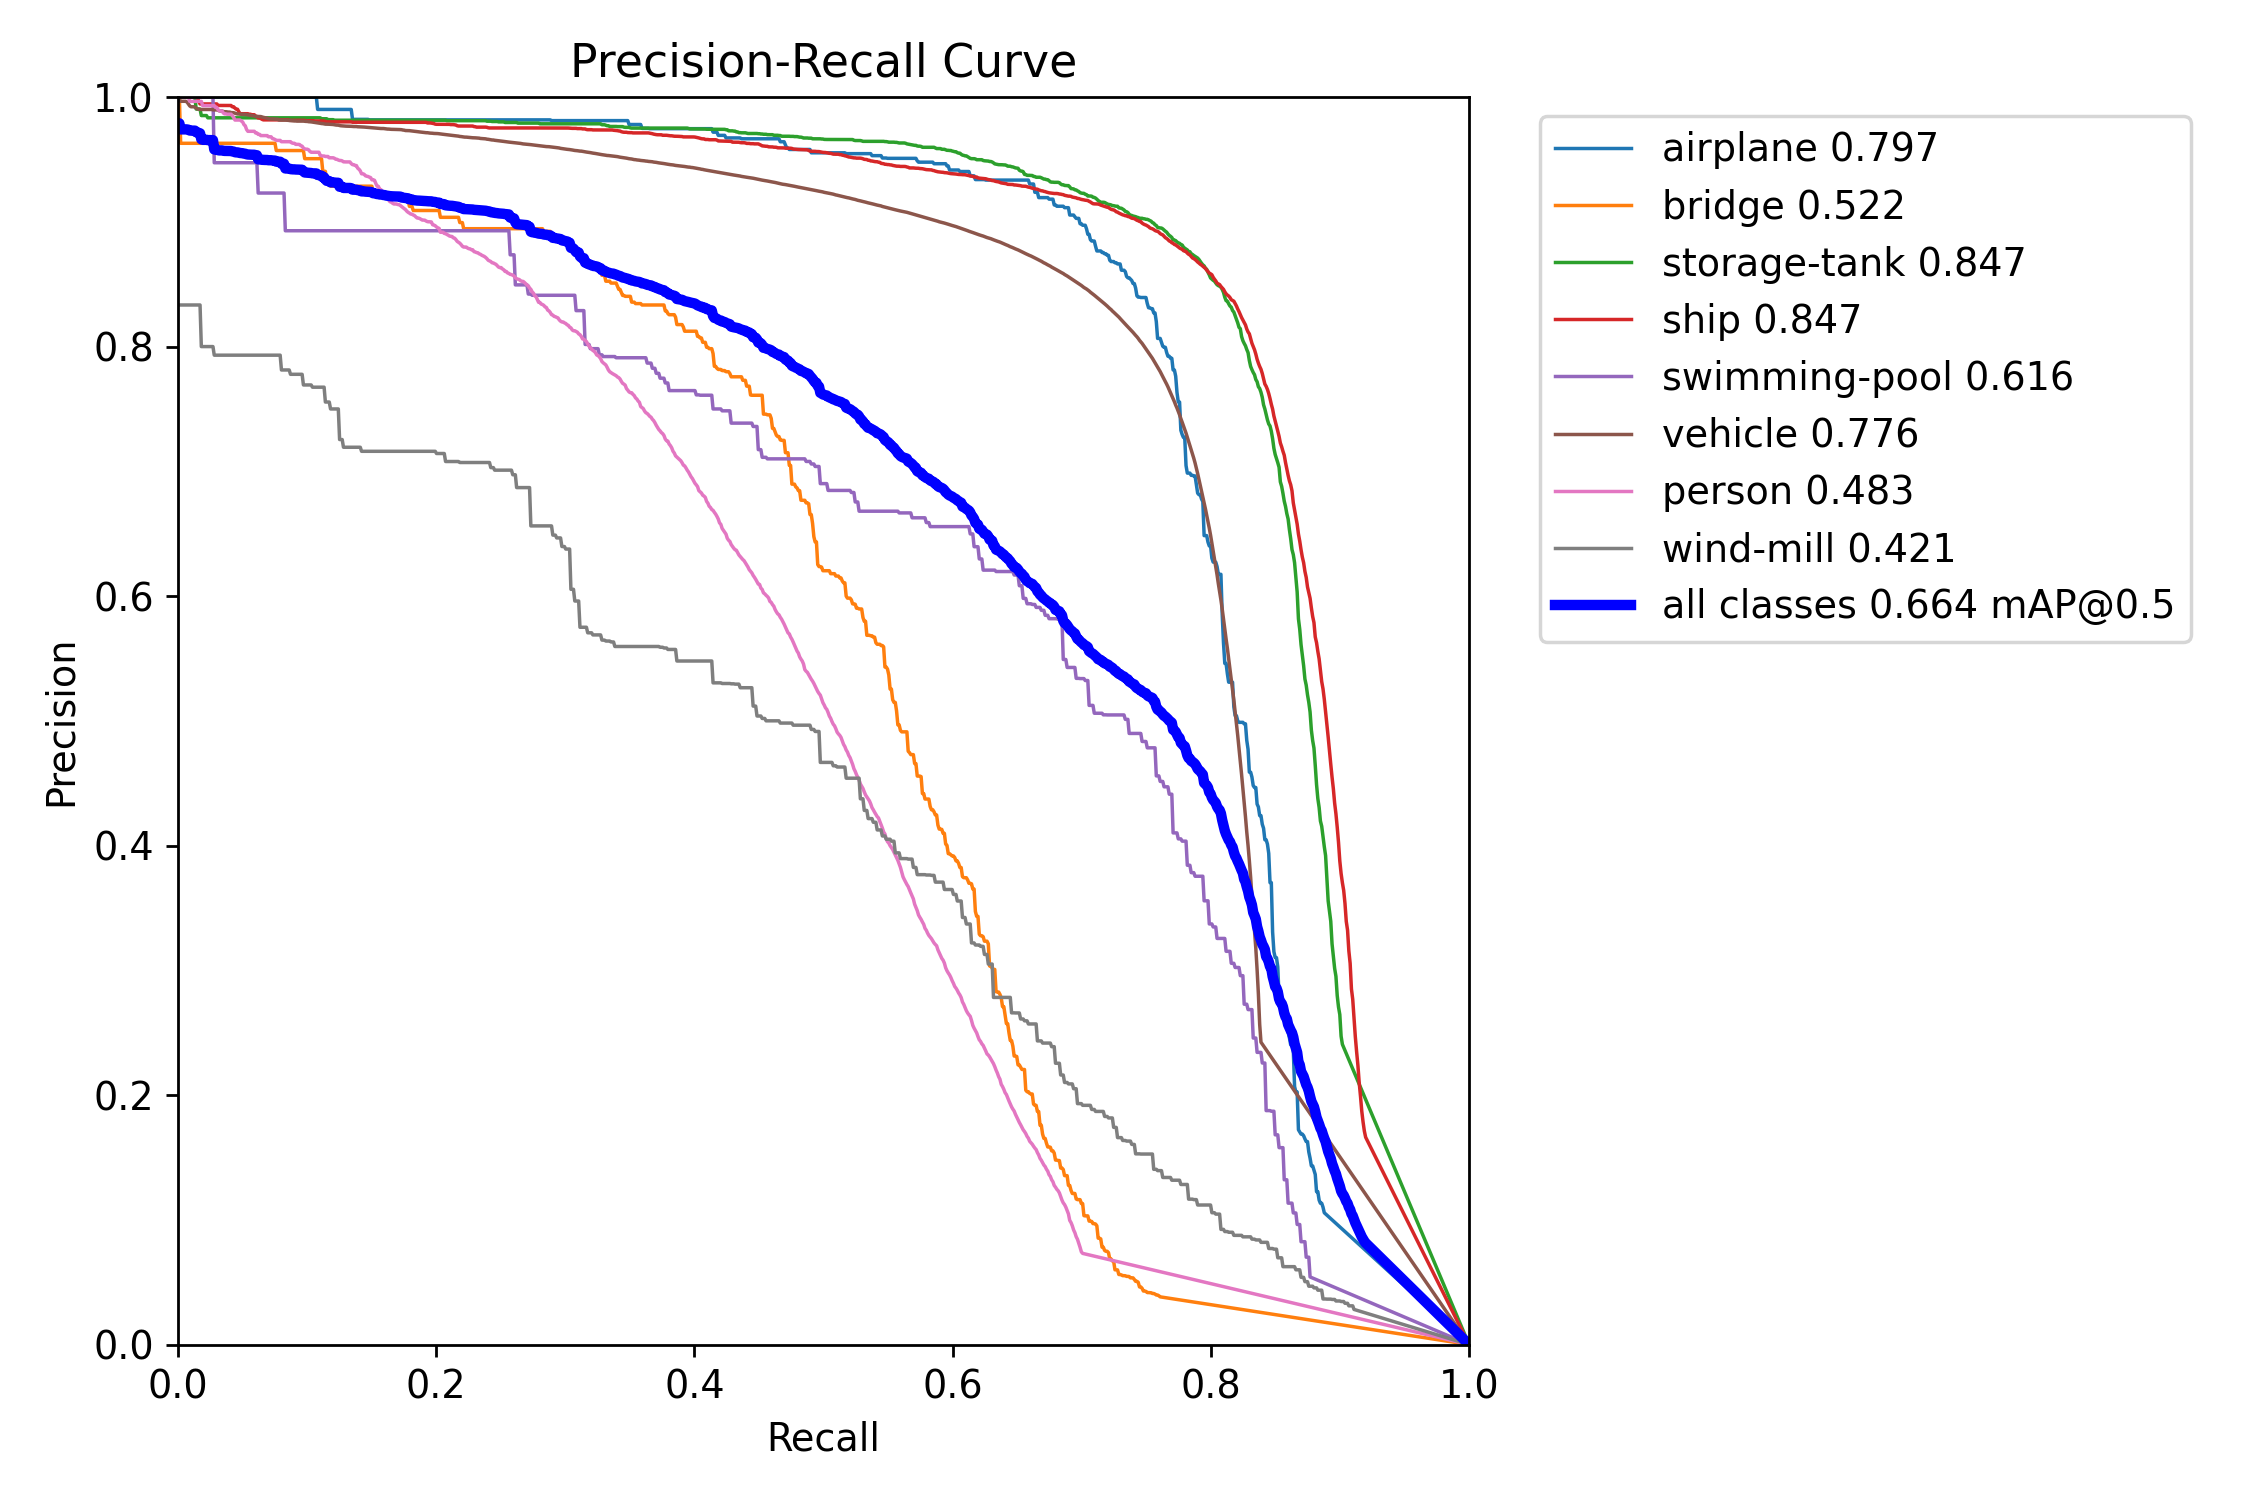 Precision-Recall Curve
1.0
0.8
0.6
0.4
0.2
0.0
Precision
0.0 0.2 0.4 0.6 0.8 1.0
Recall
airplane 0.797
bridge 0.522
storage-tank 0.847
ship 0.847
swimming-pool 0.616
vehicle 0.776
person 0.483
wind-mill 0.421
all classes 0.664 mAP@0.5